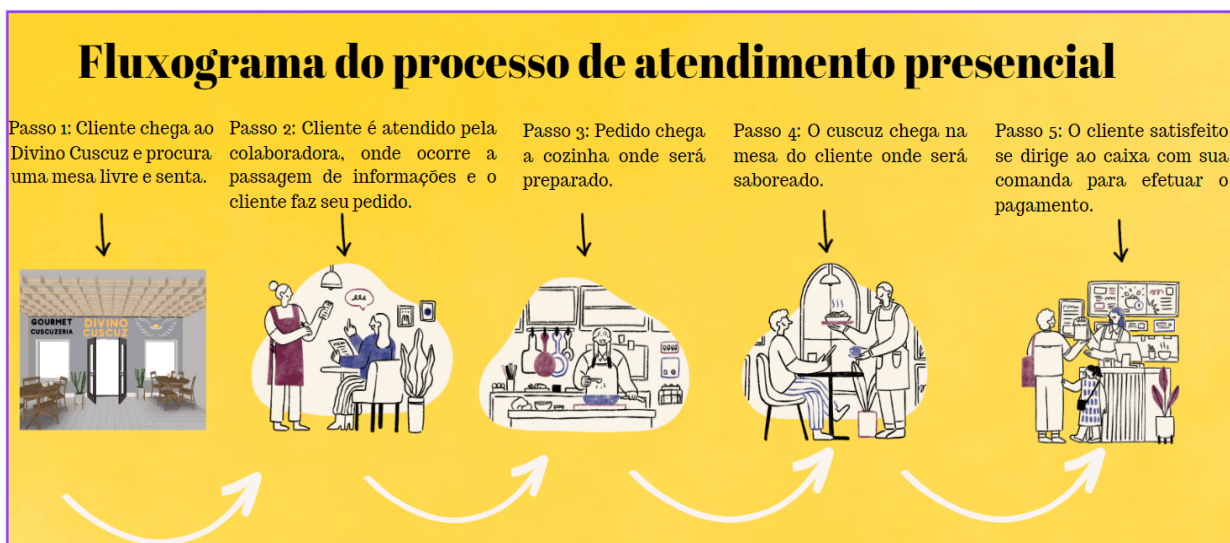 Fluxograma do processo de atendimento presencial
Passo 1: Cliente chega ao
Divino Cuscuz e procura
uma mesa livre e senta.
Passo 2: Cliente é atendido pela
colaboradora, onde ocorre a
passagem de informações e o
cliente faz seu pedido.
Passo 3: Pedido chega
a cozinha onde será
preparado.
Passo 4: O cuscuz chega na
mesa do cliente onde será
saboreado.
Passo 5: O cliente satisfeito
se dirige ao caixa com sua
comanda para efetuar o
pagamento.
GOURMET
CUSCUZERIA
DIVINO
CUSCUZ